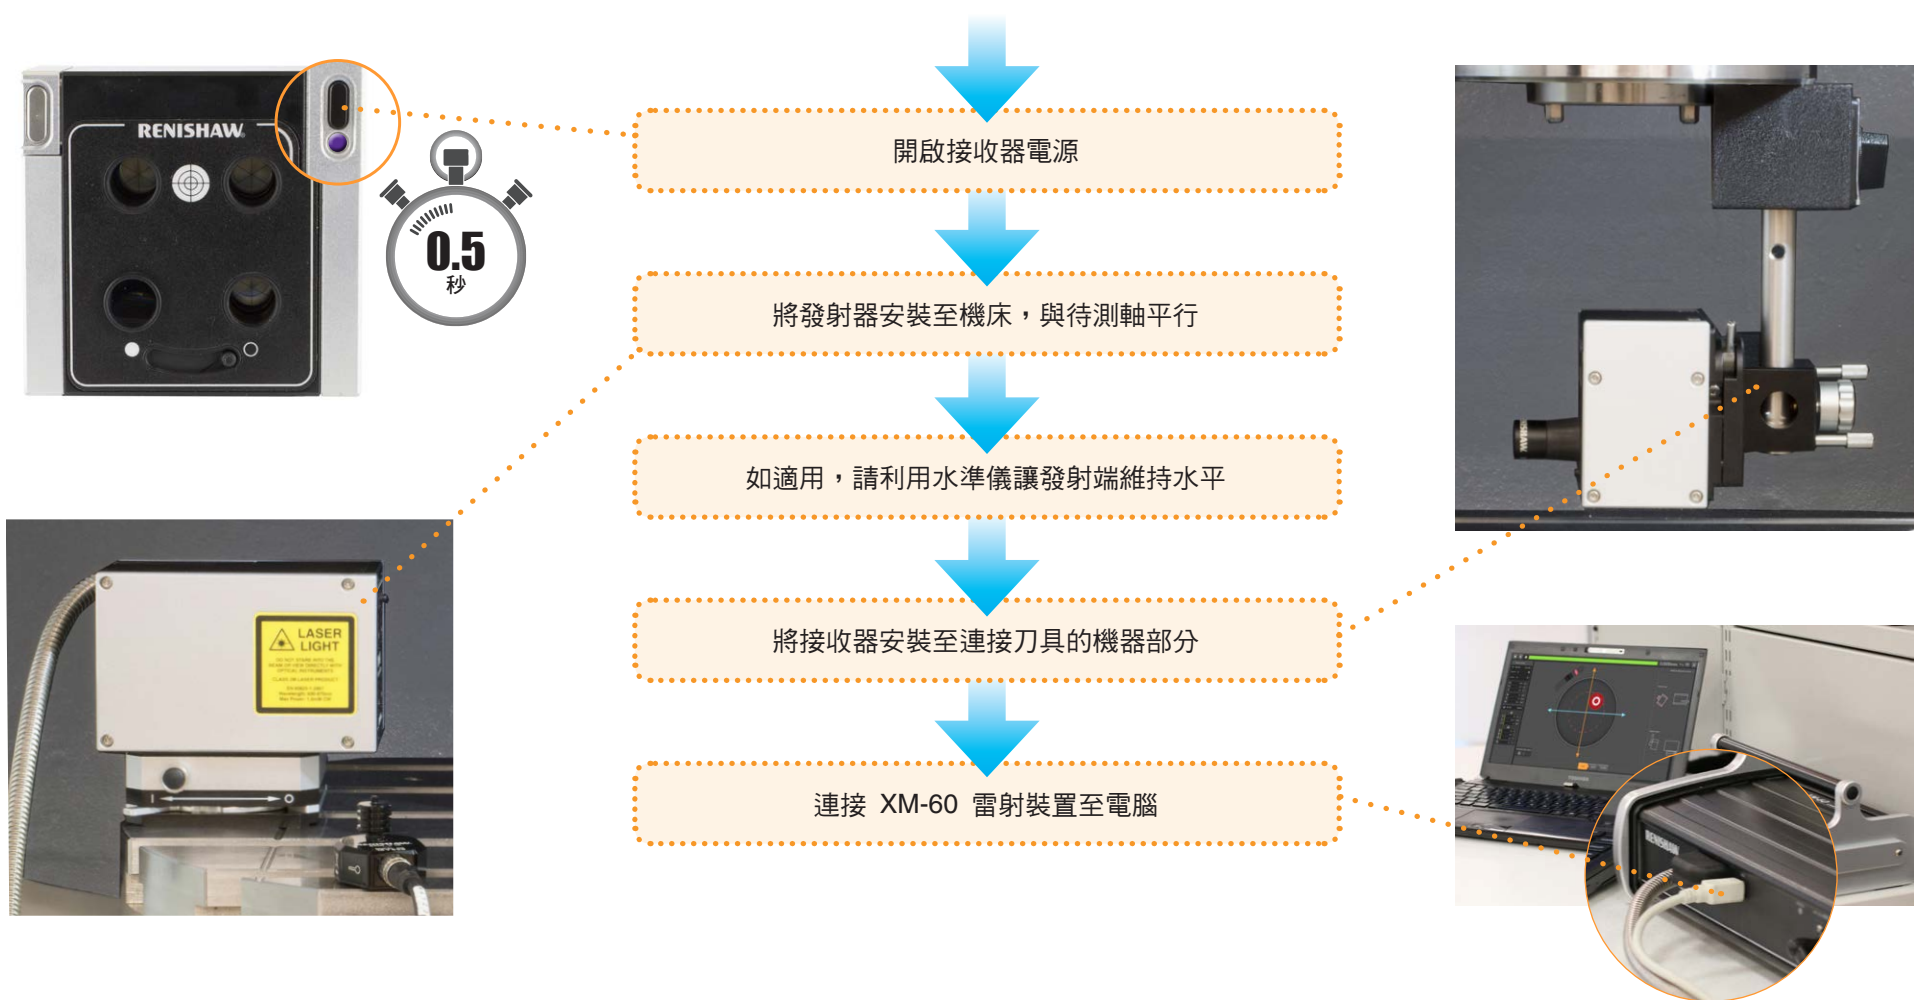 RENISHAW
0.5
秒
開啟接收器電源
將發射器安裝至機床，與待測軸平行
如適用，請利用水準儀讓發射端維持水平
將接收器安裝至連接刀具的機器部分
連接 XM-60 雷射裝置至電腦
LASER
LIGHT
RENISHAW